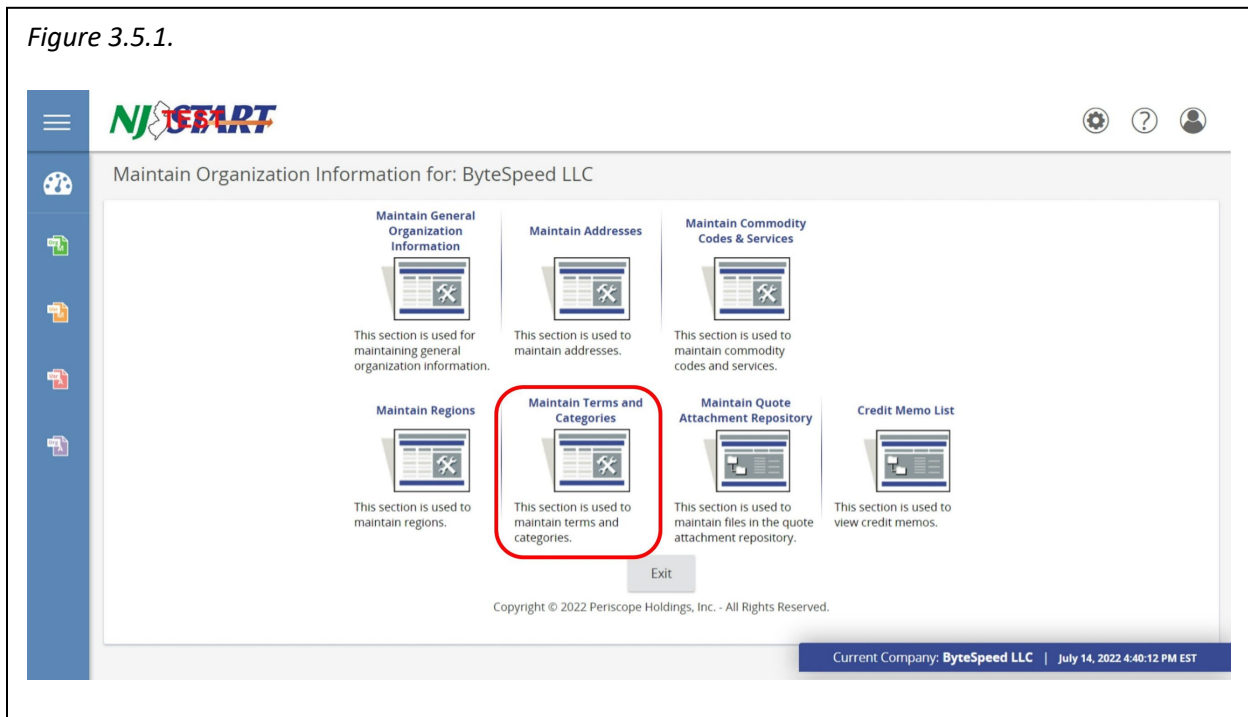 Figure 3.5.1.
NJSTART
TEST
Maintain Organization Information for: ByteSpeed LLC
Maintain General
Organization
Information
This section is used for
maintaining general
organization information.
Maintain Addresses
This section is used to
maintain addresses.
Maintain Commodity
Codes & Services
This section is used to
maintain commodity
codes and services.
Maintain Regions
This section is used to
maintain regions.
Maintain Terms and
Categories
This section is used to
maintain terms and
categories.
Maintain Quote
Attachment Repository
This section is used to
maintain files in the quote
attachment repository.
Credit Memo List
This section is used to
view credit memos.
Exit
Copyright © 2022 Periscope Holdings, Inc. - All Rights Reserved.
Current Company: ByteSpeed LLC | July 14, 2022 4:40:12 PM EST